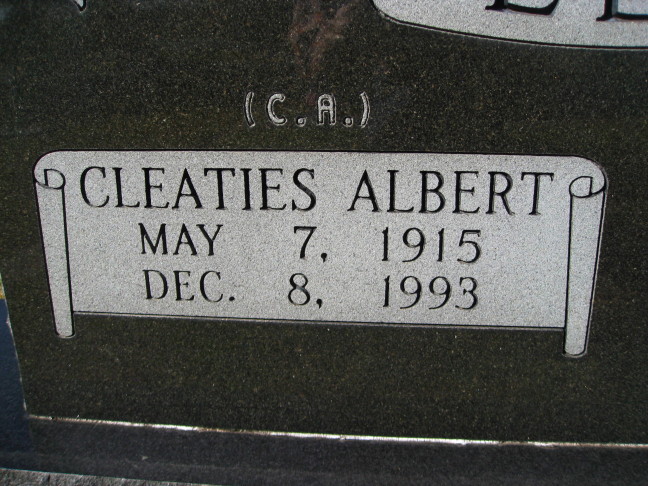 (C.A.)
CLEATIES ALBERT
MAY 7, 1915
DEC. 8, 1993